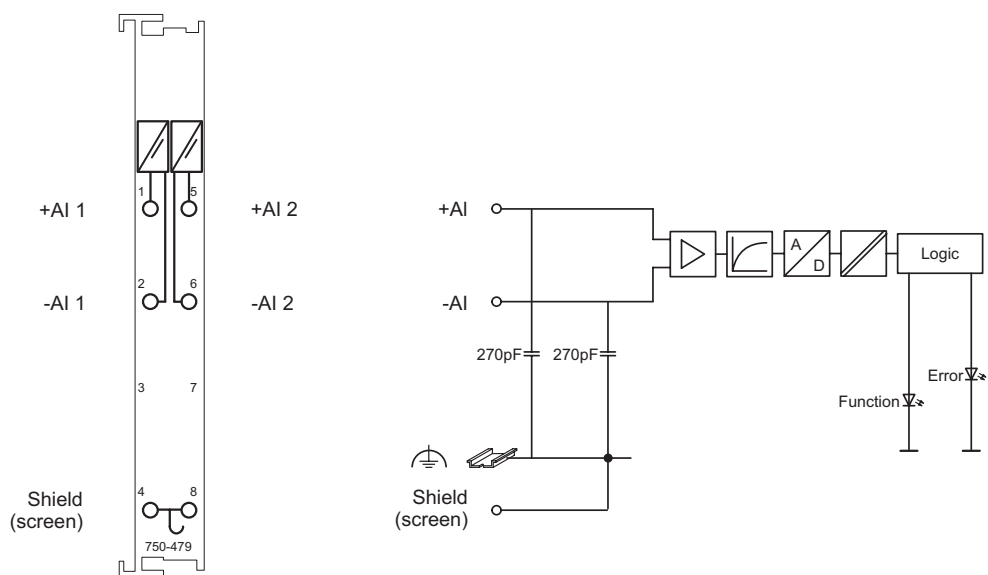 1 5
+AI 1 +AI 2
2 6
-AI 1 -AI 2
3 7
4 8
Shield
(screen)
750-479
+AI
-AI
A
D
Logic
270pF 270pF
Error
Function
Shield
(screen)